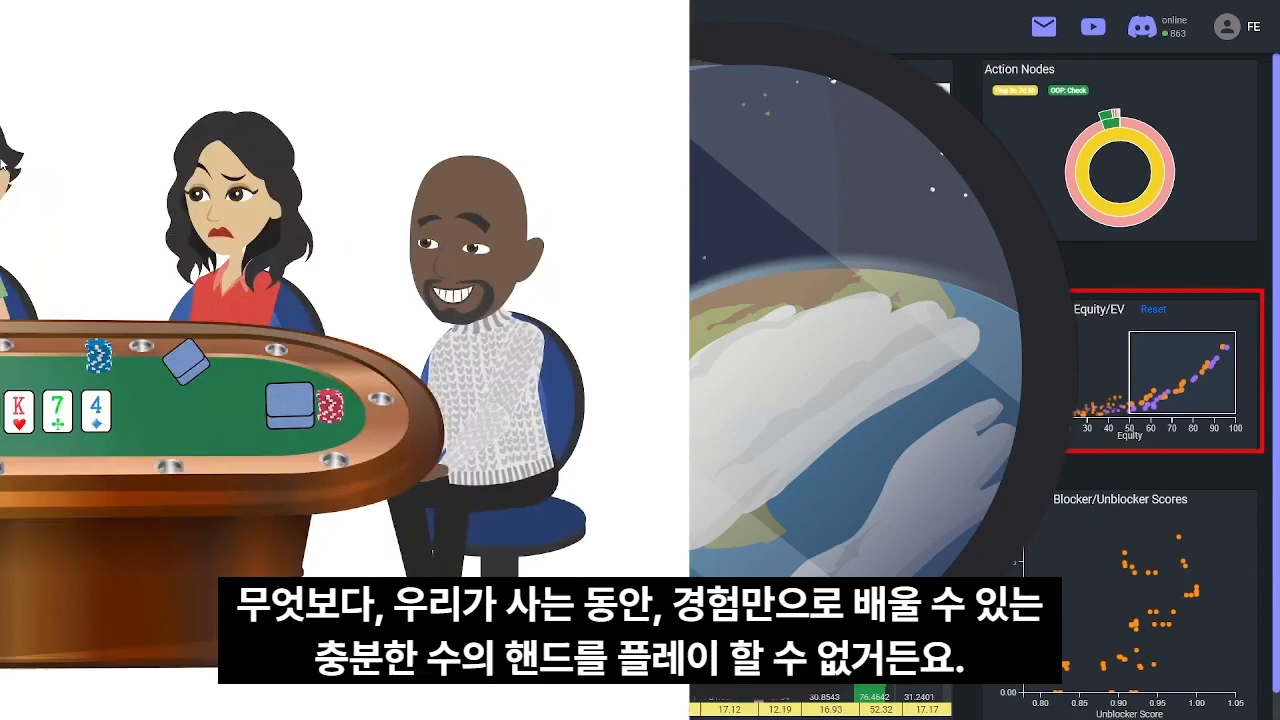 online
863
FE
Action Nodes
OOP: Check
Equity/EV Reset
K 7 4
30 40 50 60 70 80 90 100
Equity
Blocker/Unblocker Scores
무엇보다, 우리가 사는 동안, 경험만으로 배울 수 있는
충분한 수의 핸드를 플레이 할 수 없거든요.
0.00
30.8543 76.4642 31.2401
17.12 12.19 16.93 52.32 17.17
0.80 0.85 0.90 0.95 1.00 1.05
Unblocker Score